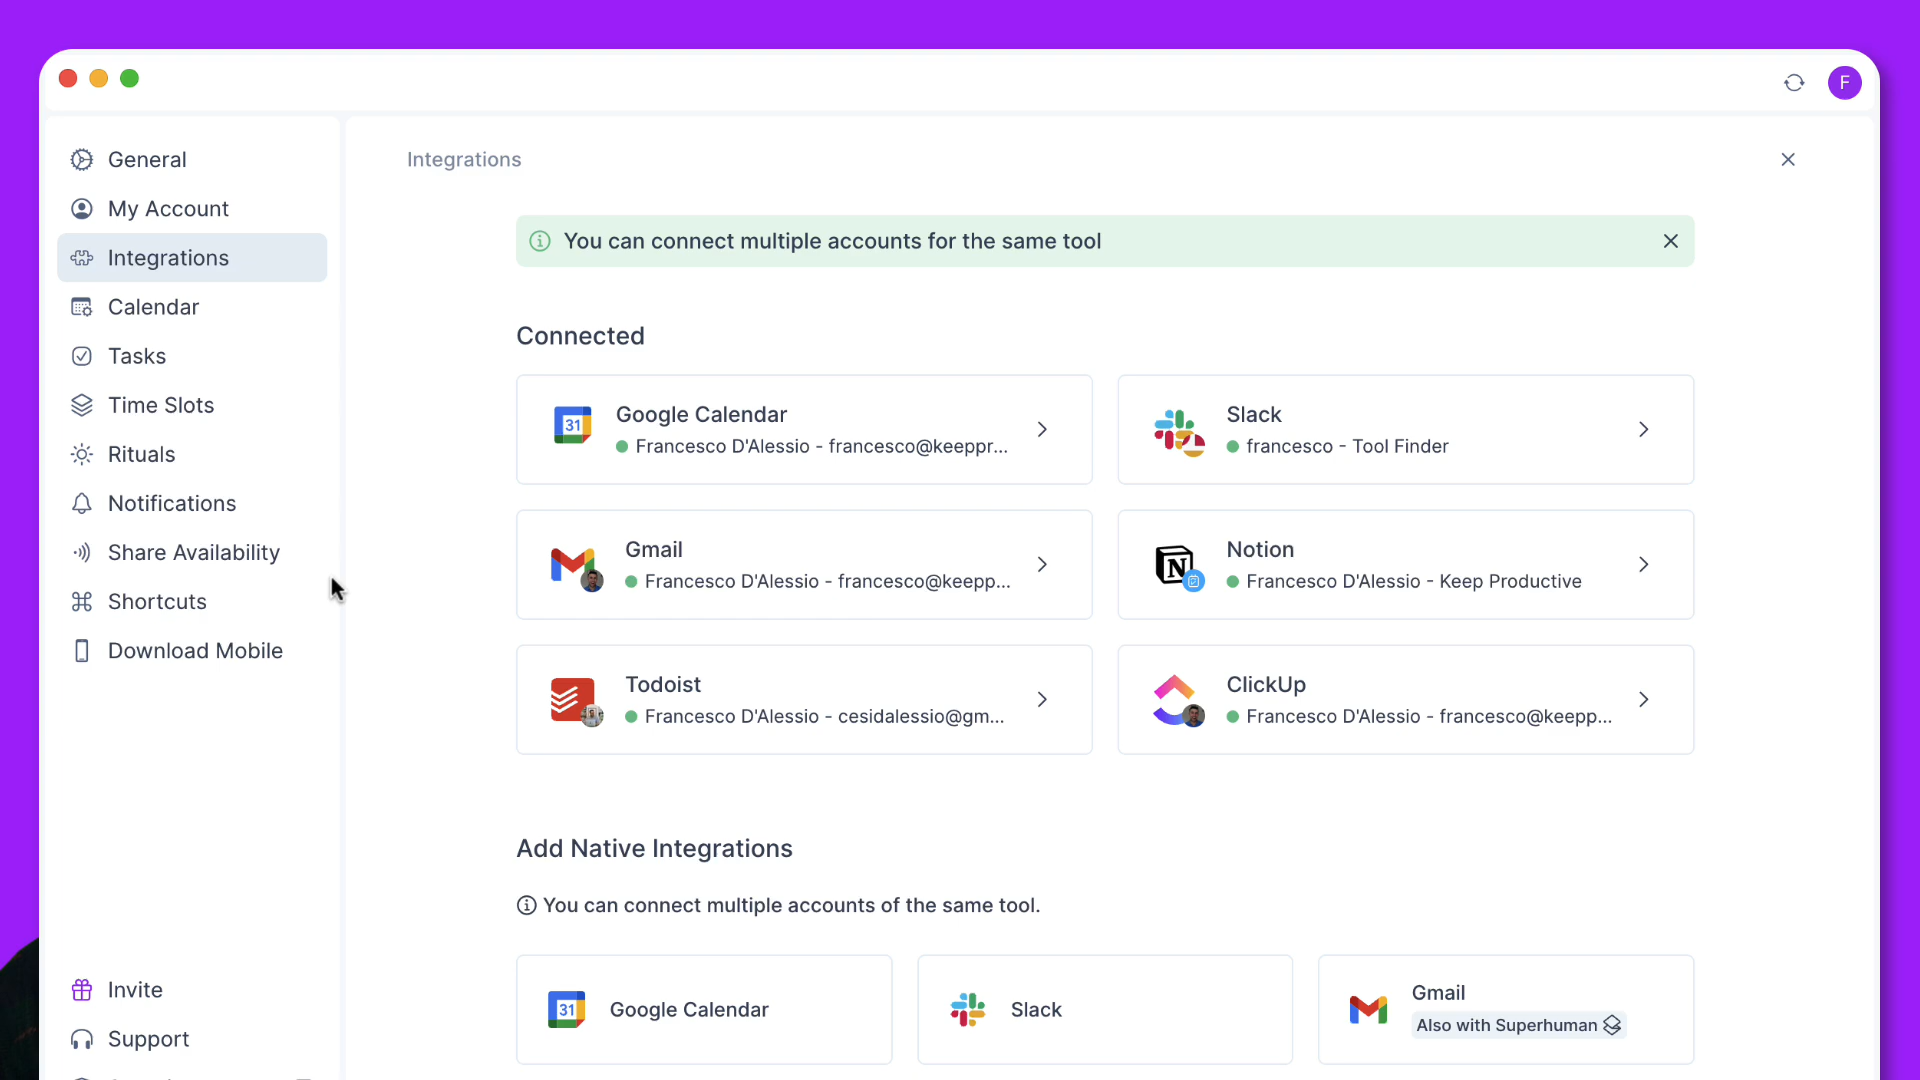 F
General
My Account
Integrations
Calendar
Tasks
Time Slots
Rituals
Notifications
Share Availability
Shortcuts
Download Mobile
Invite
Support
Integrations
You can connect multiple accounts for the same tool
Connected
31
Google Calendar
Francesco D'Alessio - francesco@keeppr...
Slack
francesco - Tool Finder
Gmail
Francesco D'Alessio - francesco@keepp...
N
Notion
Francesco D'Alessio - Keep Productive
Todoist
Francesco D'Alessio - cesidalessio@gm...
ClickUp
Francesco D'Alessio - francesco@keepp...
Add Native Integrations
You can connect multiple accounts of the same tool.
31
Google Calendar
Slack
Gmail
Also with Superhuman